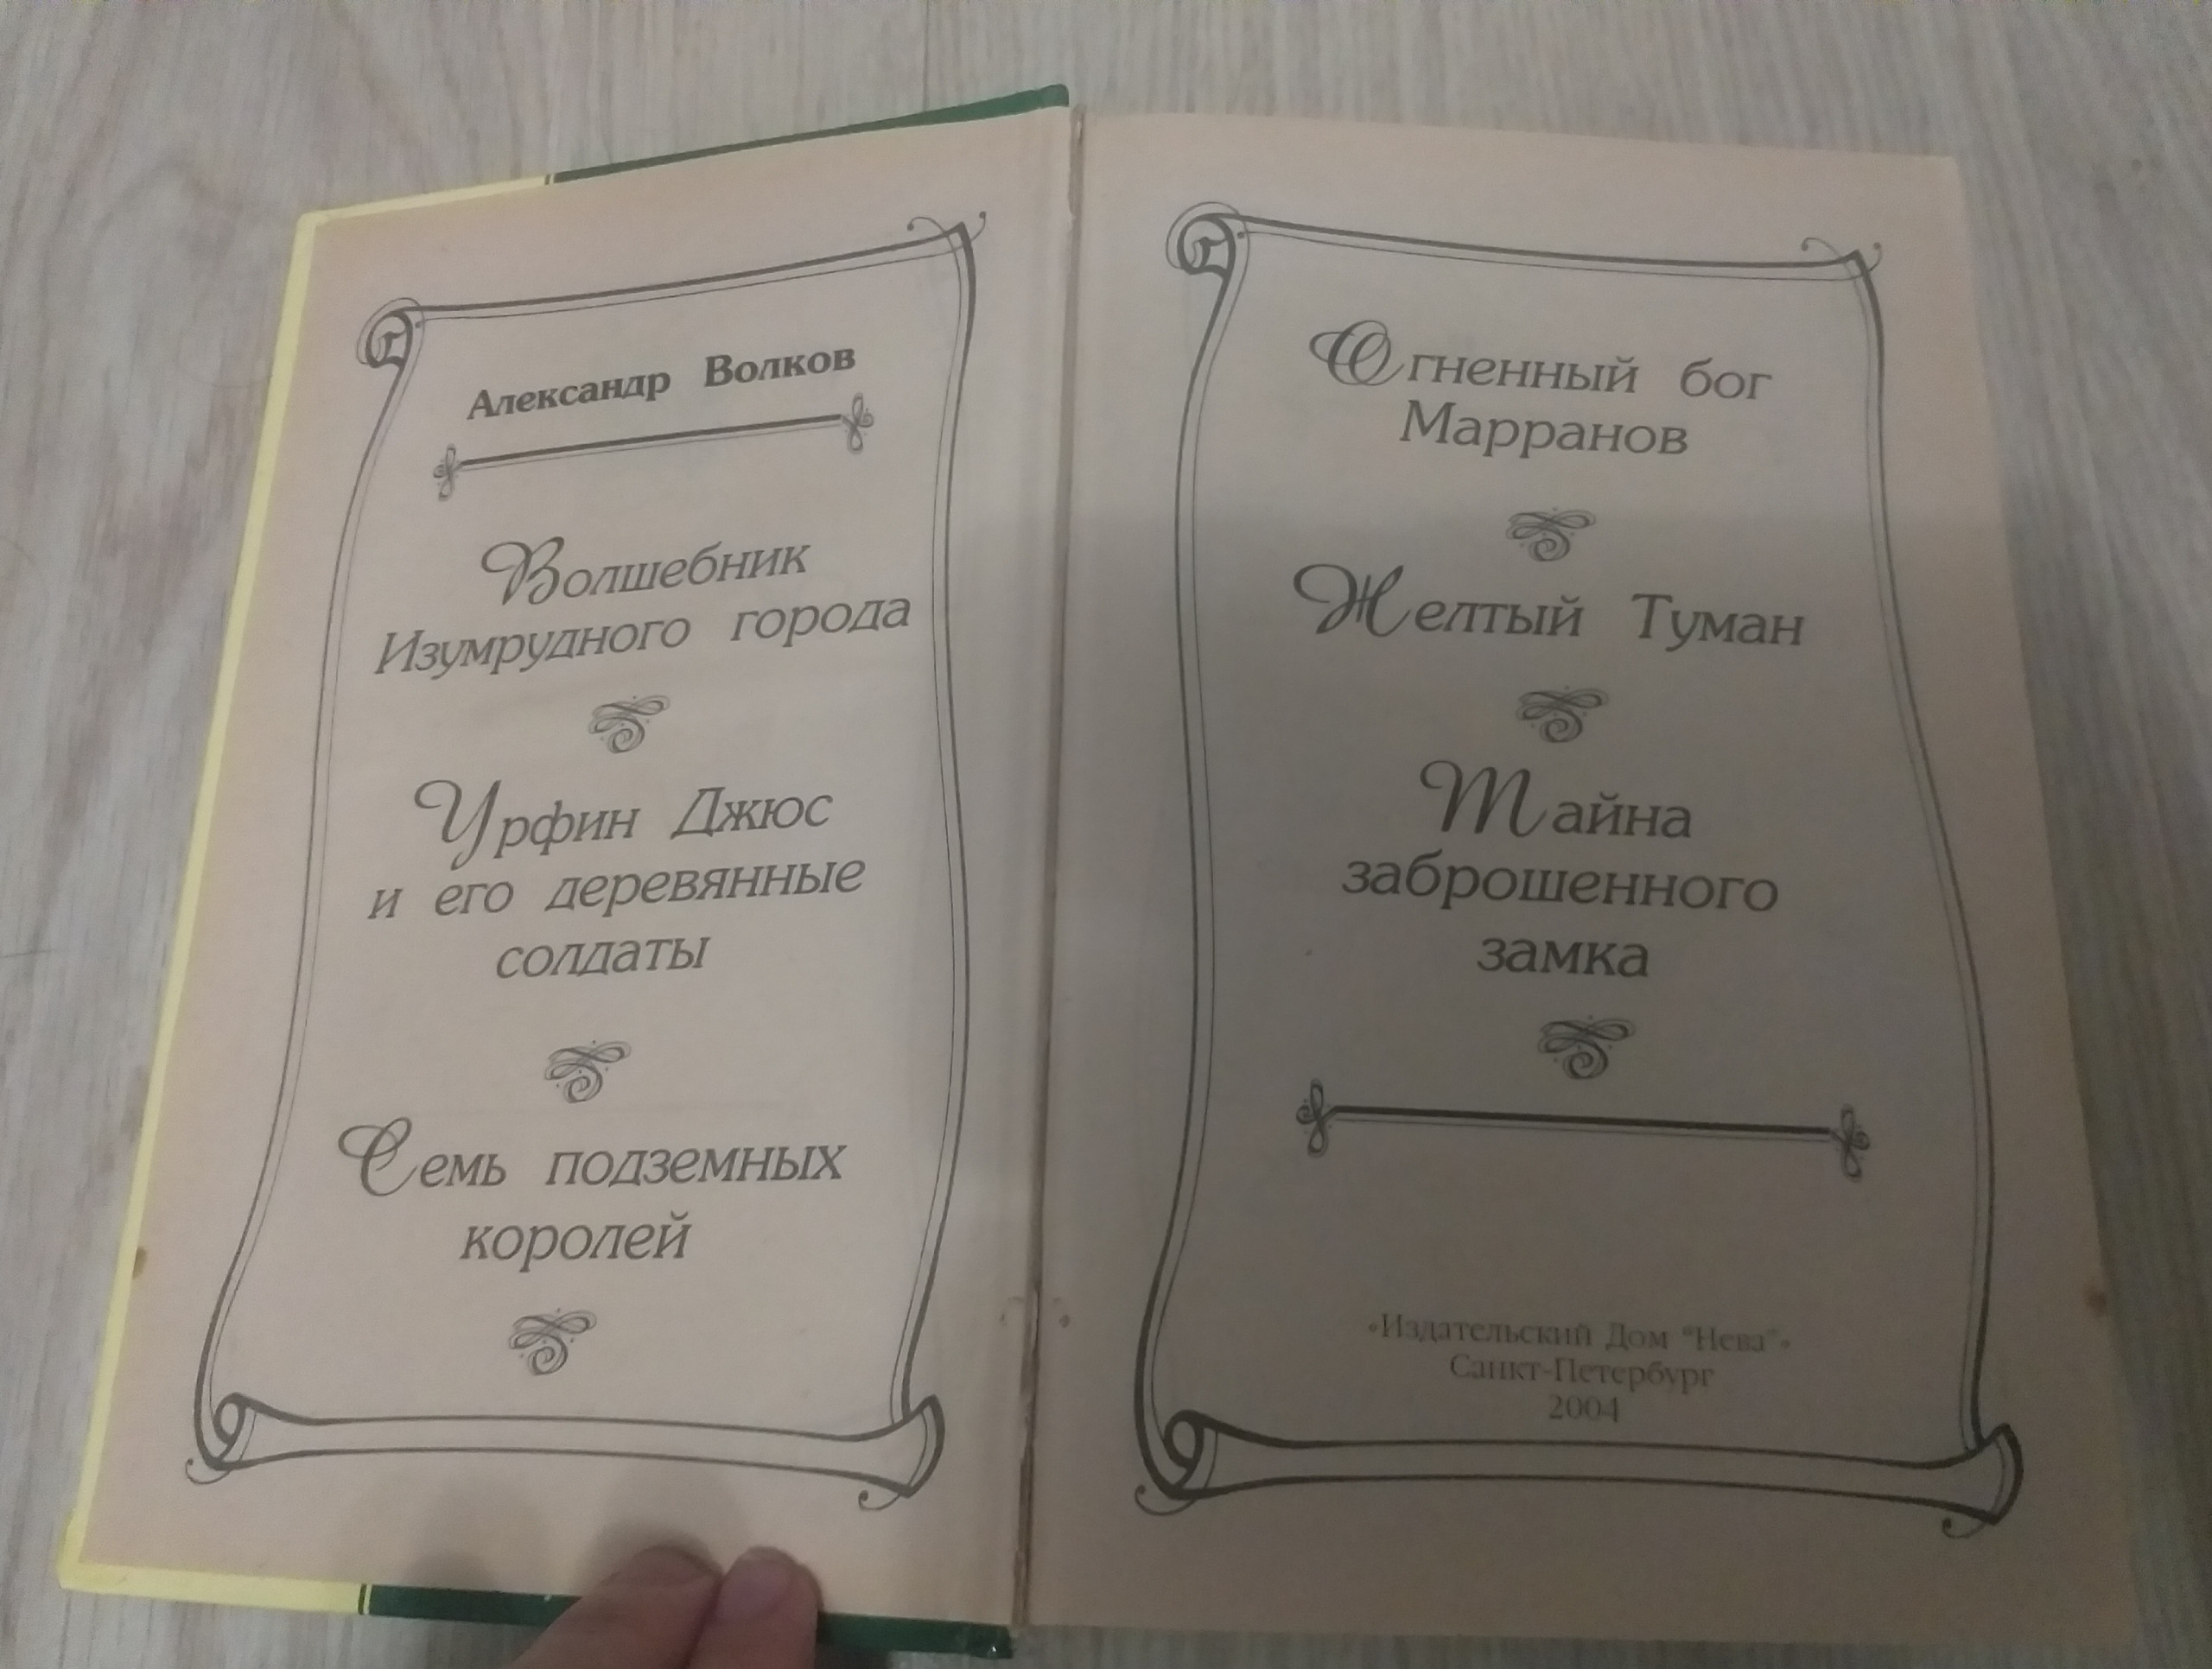 Александр Волков
Волшебник
Изумрудного города
Урфин Джюс
и его деревянные
солдаты
Семь подземных
королей
Огненный бог
Марранов
Желтый Туман
Тайна
заброшенного
замка
«Издательский Дом “Нева”»
Санкт-Петербург
2004